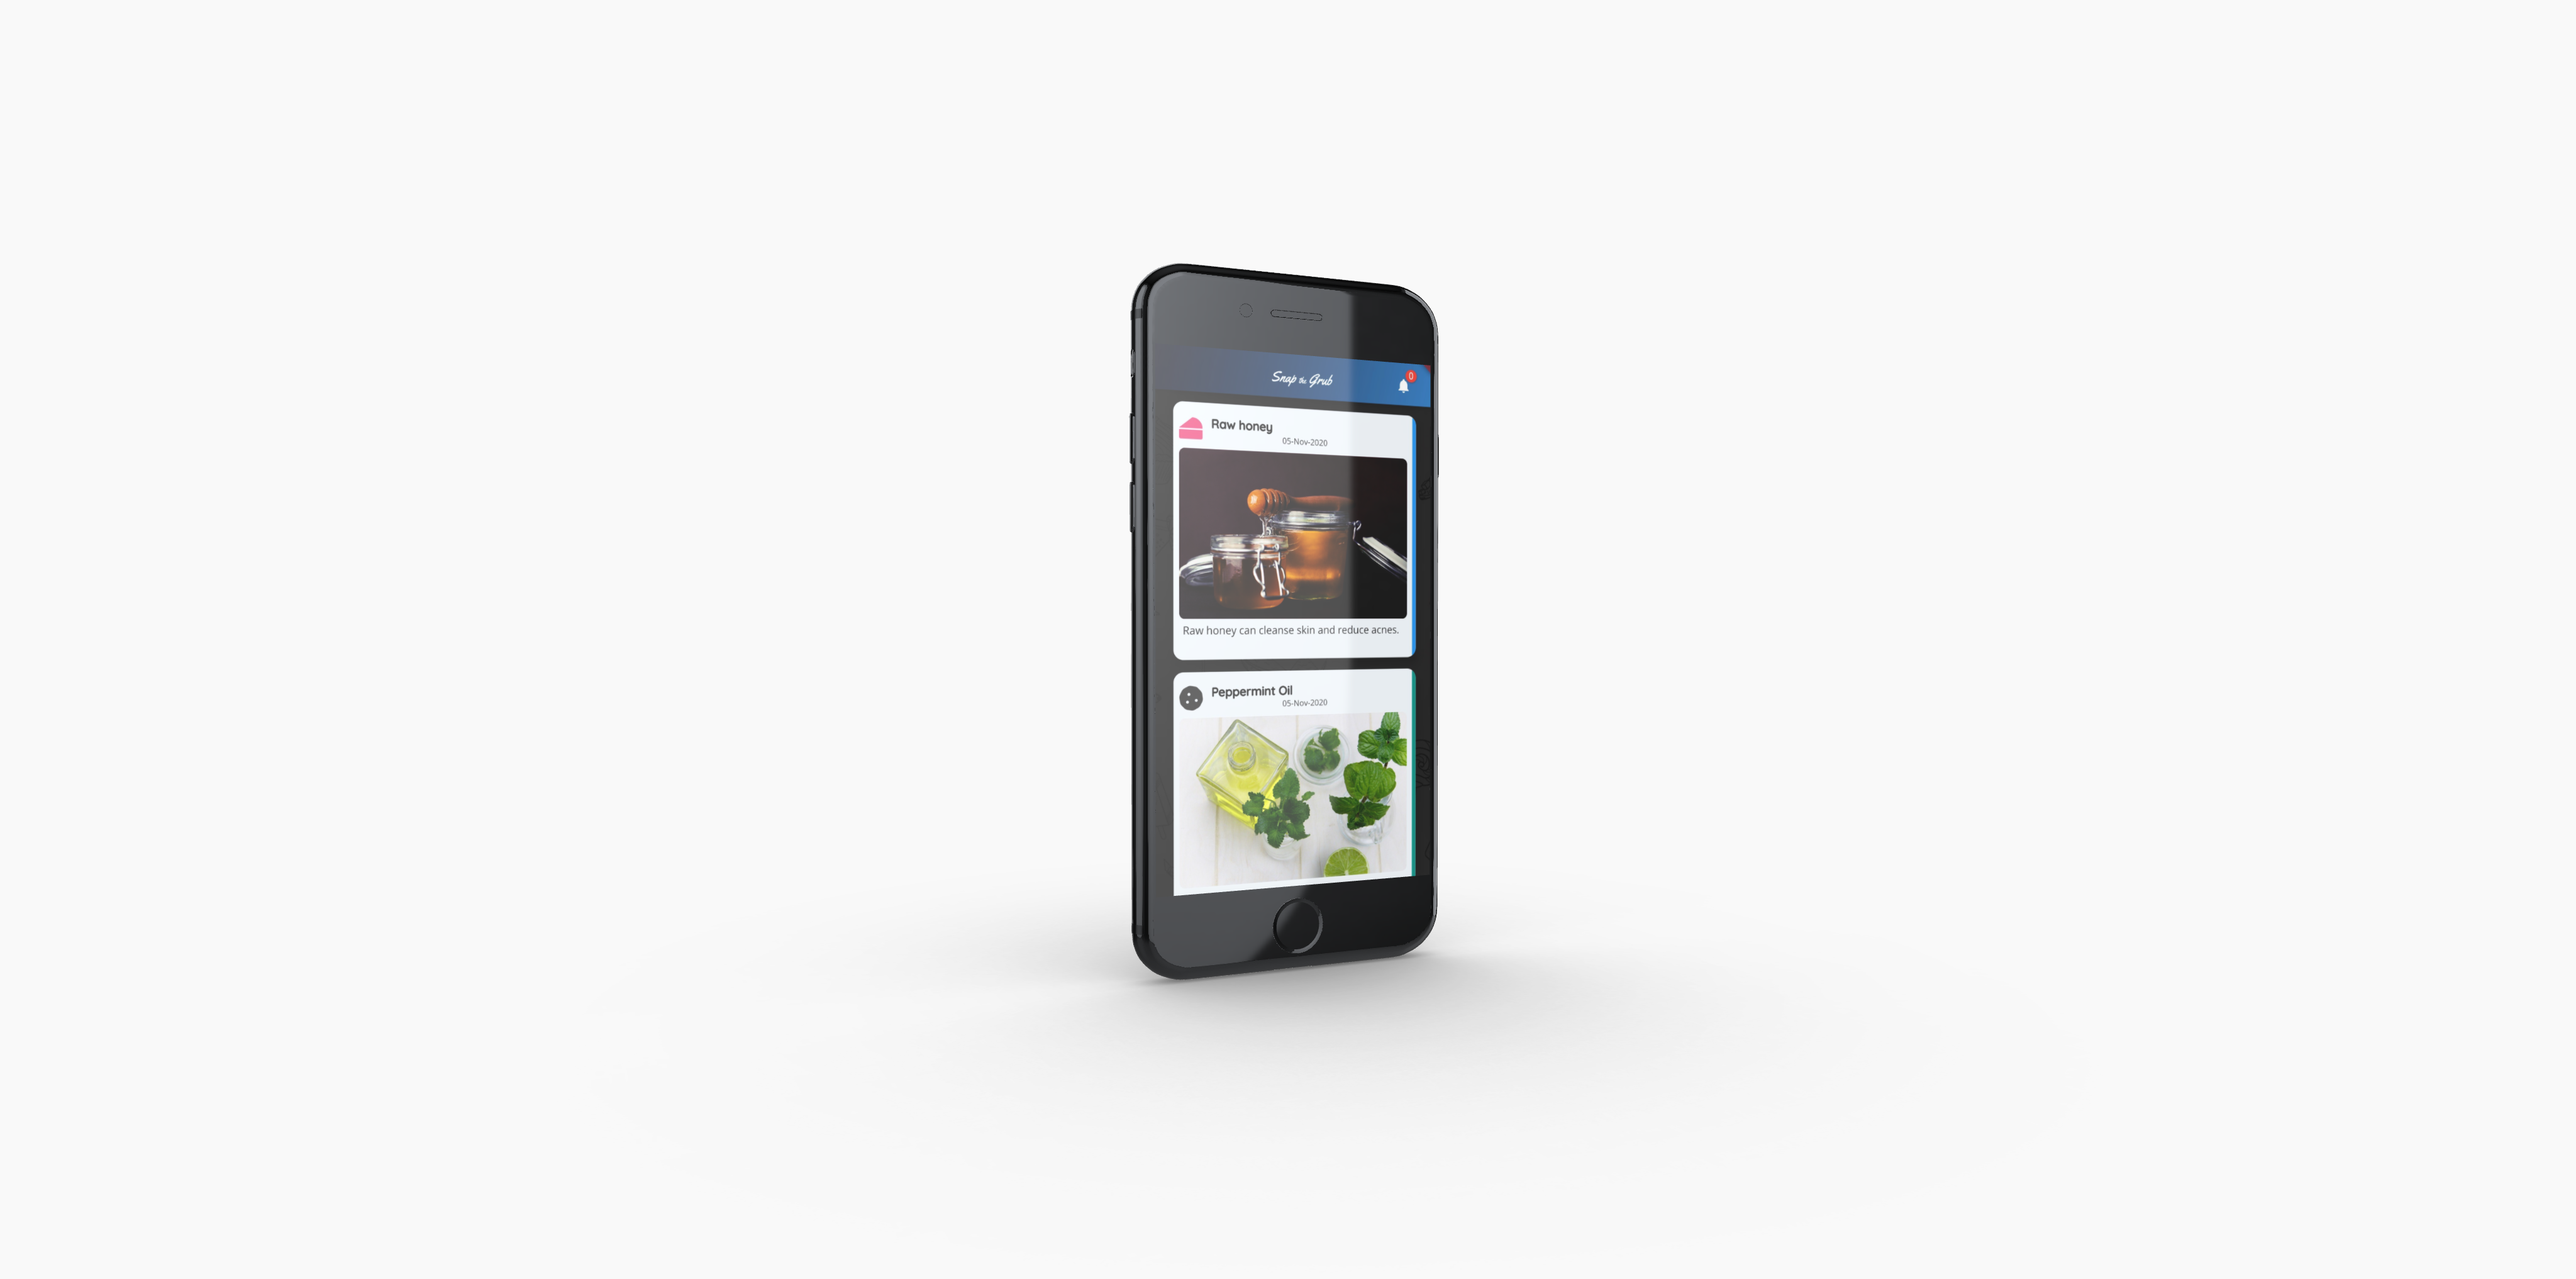 Snap the Grub
0
Raw honey
05-Nov-2020
Raw honey can cleanse skin and reduce acnes.
Peppermint Oil
05-Nov-2020